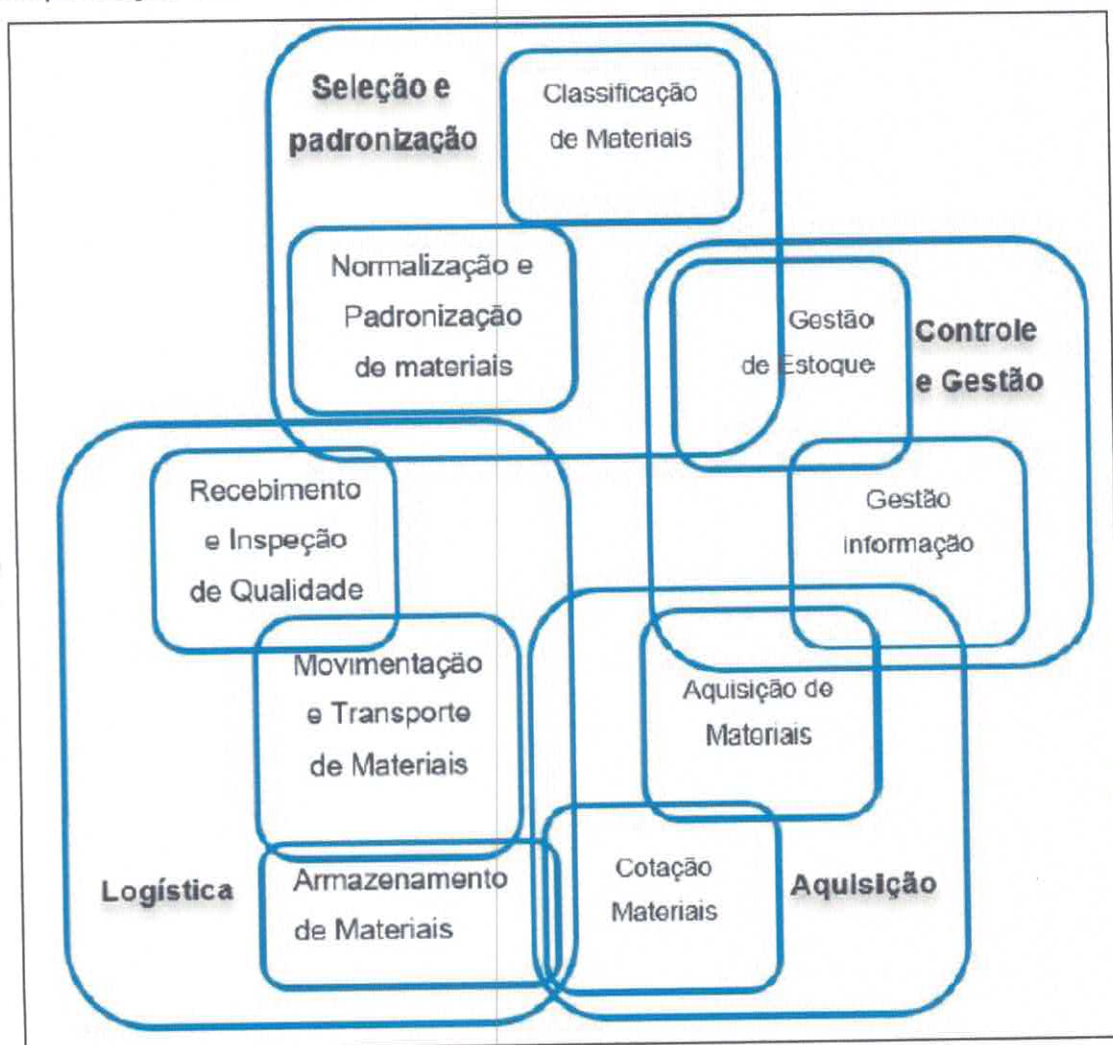 Seleção e
padronização
Classificação
de Materiais
Normalização e
Padronização
de materiais
Gestão
de Estoque
Controle
e Gestão
Gestão
informação
Recebimento
e Inspeção
de Qualidade
Movimentação
e Transporte
de Materiais
Logística
Armazenamento
de Materiais
Aquisição de
Materiais
Cotação
Materiais
Aquisição